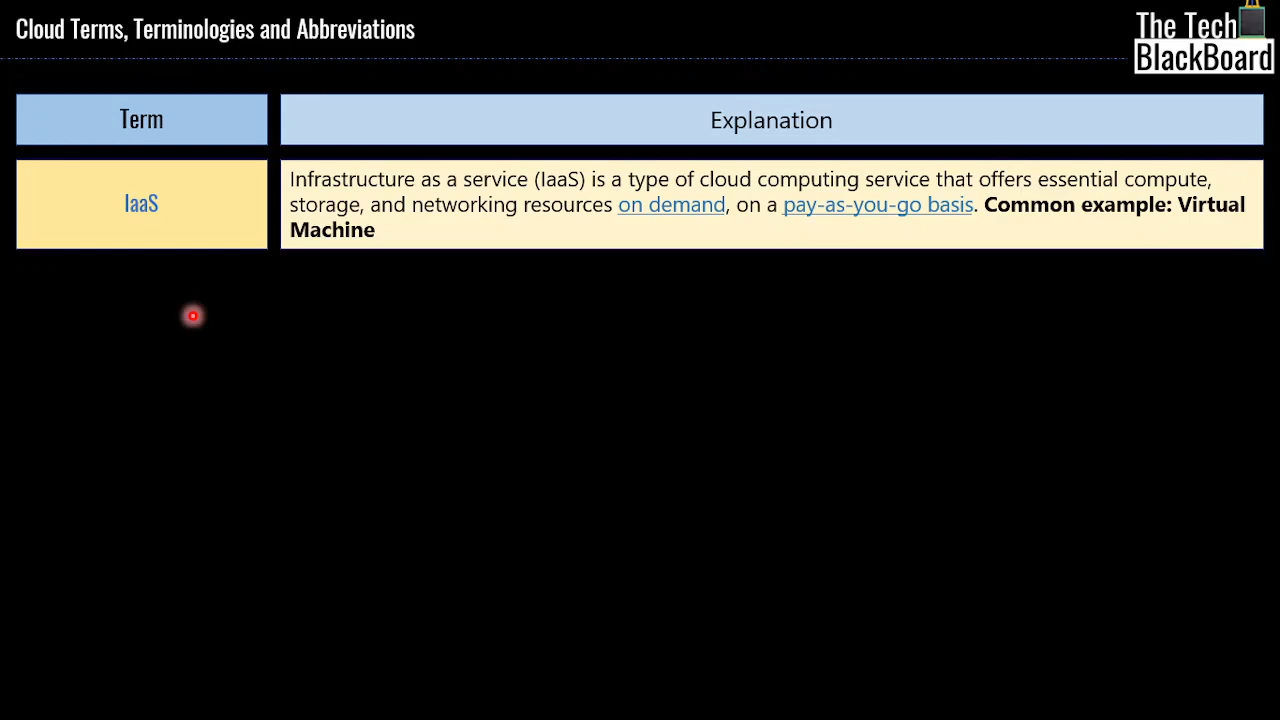 Cloud Terms, Terminologies and Abbreviations
The Tech
BlackBoard
Term
Explanation
IaaS
Infrastructure as a service (IaaS) is a type of cloud computing service that offers essential compute,
storage, and networking resources on demand, on a pay-as-you-go basis. Common example: Virtual
Machine